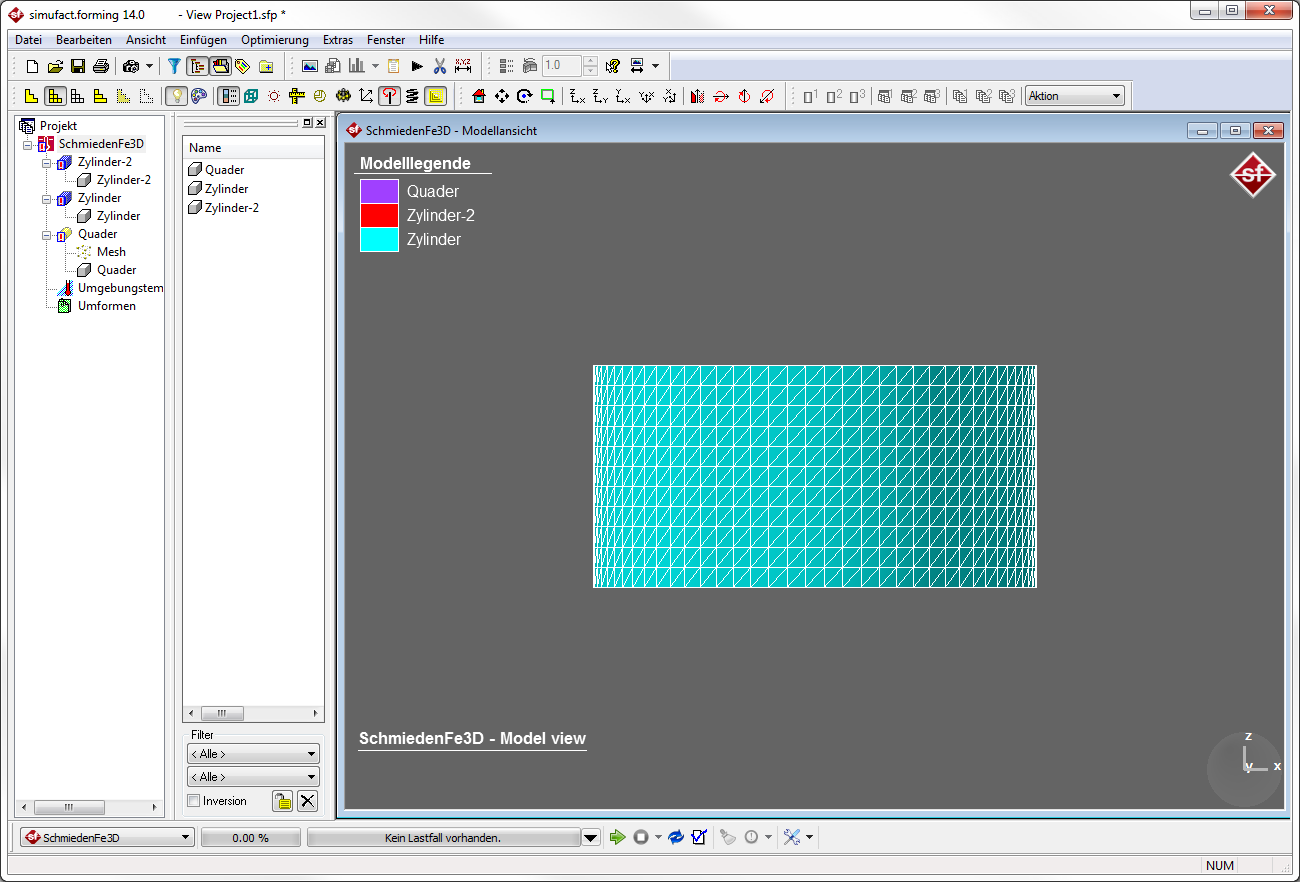 simufact.forming 14.0 - View Project1.sfp *
Datei Bearbeiten Ansicht Einfügen Optimierung Extras Fenster Hilfe
1.0
Aktion
Projekt
SchmiedenFe3D
Zylinder-2
Zylinder-2
Zylinder
Zylinder
Quader
Mesh
Quader
Umgebungstem
Umformen
Name
Quader
Zylinder
Zylinder-2
Filter
< Alle >
< Alle >
Inversion
SchmiedenFe3D - Modellansicht
Modelllegende
Quader
Zylinder-2
Zylinder
sf
SchmiedenFe3D - Model view
z
y x
SchmiedenFe3D 0.00 % Kein Lastfall vorhanden.
NUM